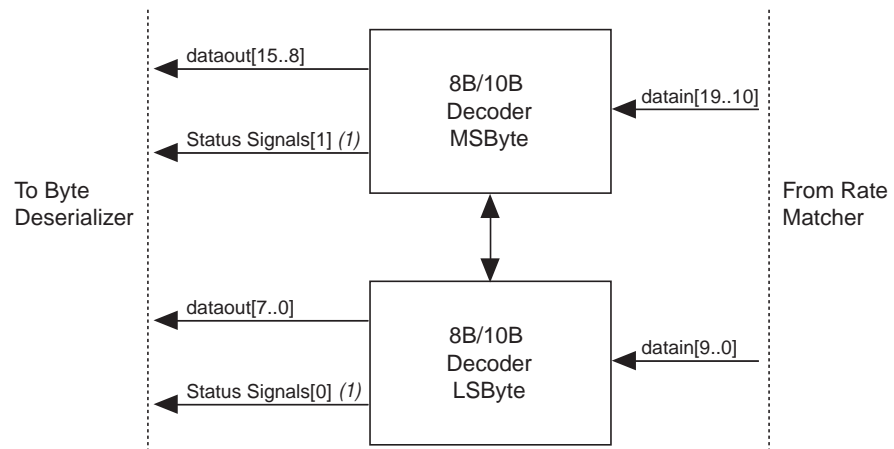 dataout[15..8]
8B/10B
Decoder
MSByte
datain[19..10]
Status Signals[1] (1)
To Byte
Deserializer
From Rate
Matcher
dataout[7..0]
8B/10B
Decoder
LSByte
datain[9..0]
Status Signals[0] (1)